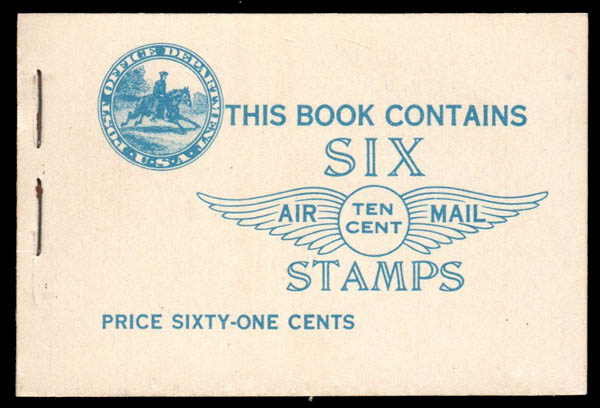 POST OFFICE DEPARTMENT
• U.S.A. •
THIS BOOK CONTAINS
SIX
AIR TEN CENT MAIL
STAMPS
PRICE SIXTY-ONE CENTS